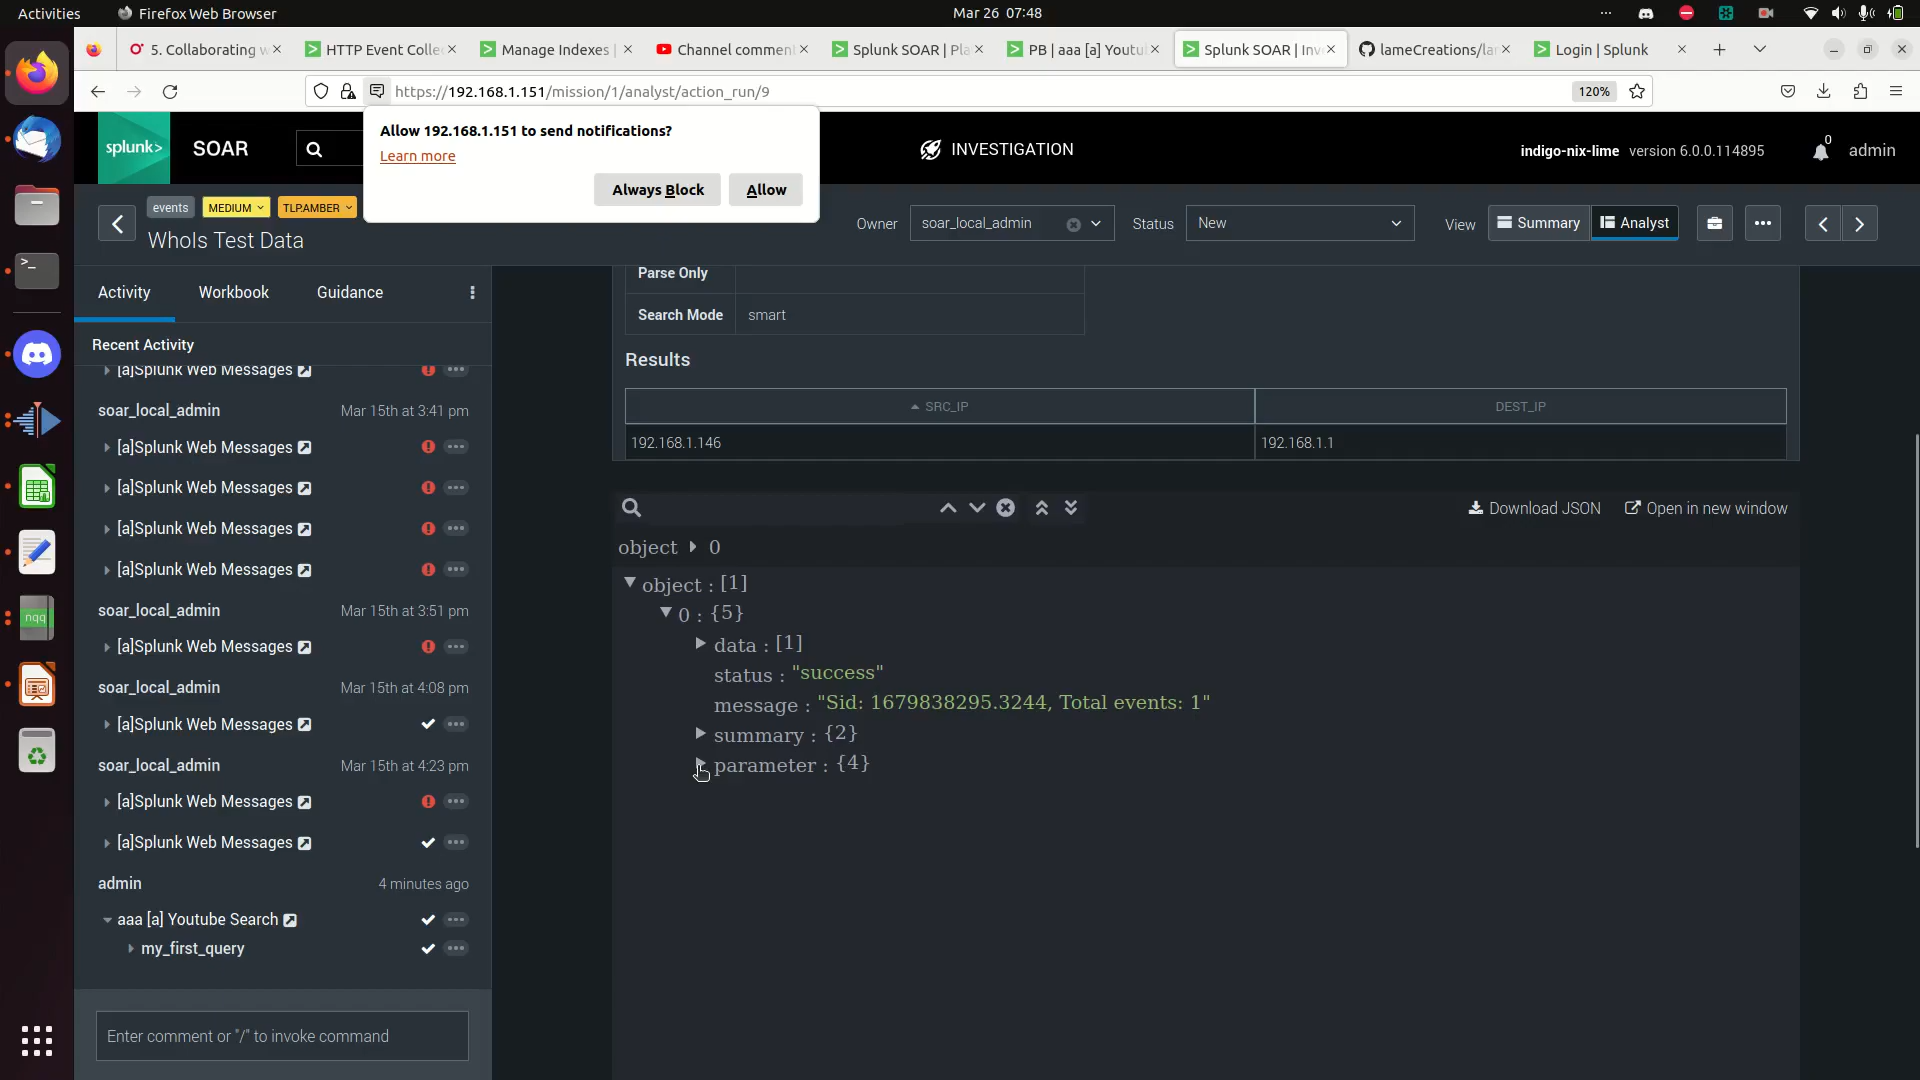 Activities
Firefox Web Browser
Mar 26 07:48
5. Collaborating w
HTTP Event Collec
Manage Indexes |
Channel comment
Splunk SOAR | Pla
PB | aaa [a] Youtu
Splunk SOAR | Inv
lameCreations/la
Login | Splunk
https://192.168.1.151/mission/1/analyst/action_run/9
120%
Allow 192.168.1.151 to send notifications?
Learn more
Always Block
Allow
splunk>
SOAR
INVESTIGATION
indigo-nix-lime version 6.0.0.114895
0
admin
events
MEDIUM
TLP:AMBER
WhoIs Test Data
Owner
soar_local_admin
Status
New
View
Summary
Analyst
Activity
Workbook
Guidance
Recent Activity
[a]Splunk Web Messages
soar_local_admin
Mar 15th at 3:41 pm
[a]Splunk Web Messages
[a]Splunk Web Messages
[a]Splunk Web Messages
[a]Splunk Web Messages
soar_local_admin
Mar 15th at 3:51 pm
[a]Splunk Web Messages
soar_local_admin
Mar 15th at 4:08 pm
[a]Splunk Web Messages
soar_local_admin
Mar 15th at 4:23 pm
[a]Splunk Web Messages
[a]Splunk Web Messages
admin
4 minutes ago
aaa [a] Youtube Search
my_first_query
Enter comment or "/" to invoke command
Parse Only
Search Mode
smart
Results
SRC_IP
DEST_IP
192.168.1.146
192.168.1.1
Download JSON
Open in new window
object
0
object : [1]
0 : {5}
data : [1]
status : "success"
message : "Sid: 1679838295.3244, Total events: 1"
summary : {2}
parameter : {4}
nqq